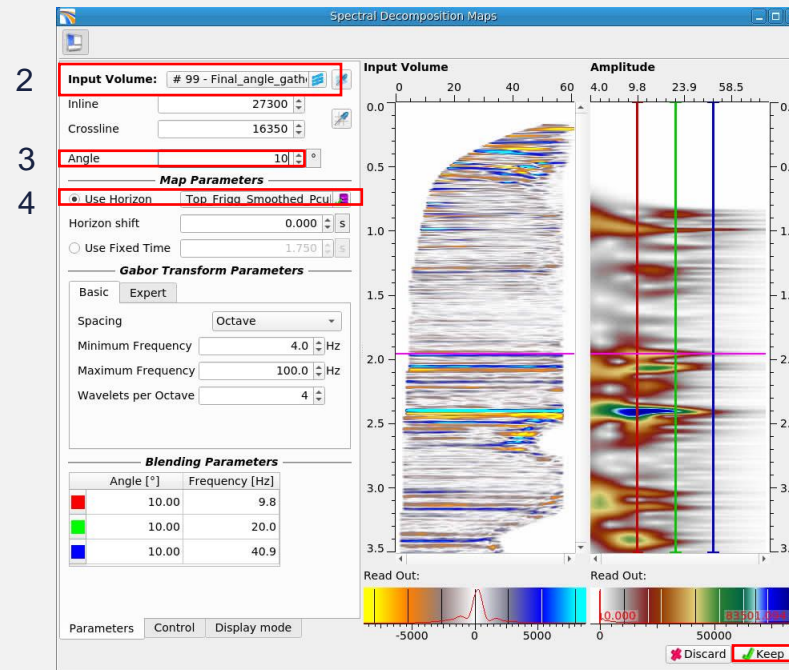 Spectral Decomposition Maps
2
Input Volume: # 99 - Final_angle_gath
Inline 27300
Crossline 16350
3
Angle 10 °
Map Parameters
4
Use Horizon Top_Frigg_Smoothed_Pcu
Horizon shift 0.000 s
Use Fixed Time 1.750 s
Gabor Transform Parameters
Basic Expert
Spacing Octave
Minimum Frequency 4.0 Hz
Maximum Frequency 100.0 Hz
Wavelets per Octave 4
Blending Parameters
Angle [°] Frequency [Hz]
10.00 9.8
10.00 20.0
10.00 40.9
Parameters Control Display mode
Input Volume
0 20 40 60
0.0
0.5
1.0
1.5
2.0
2.5
3.0
3.5
Read Out:
-5000 0 5000
Amplitude
4.0 9.8 23.9 58.5
Read Out:
0.000
0 50000
Discard Keep